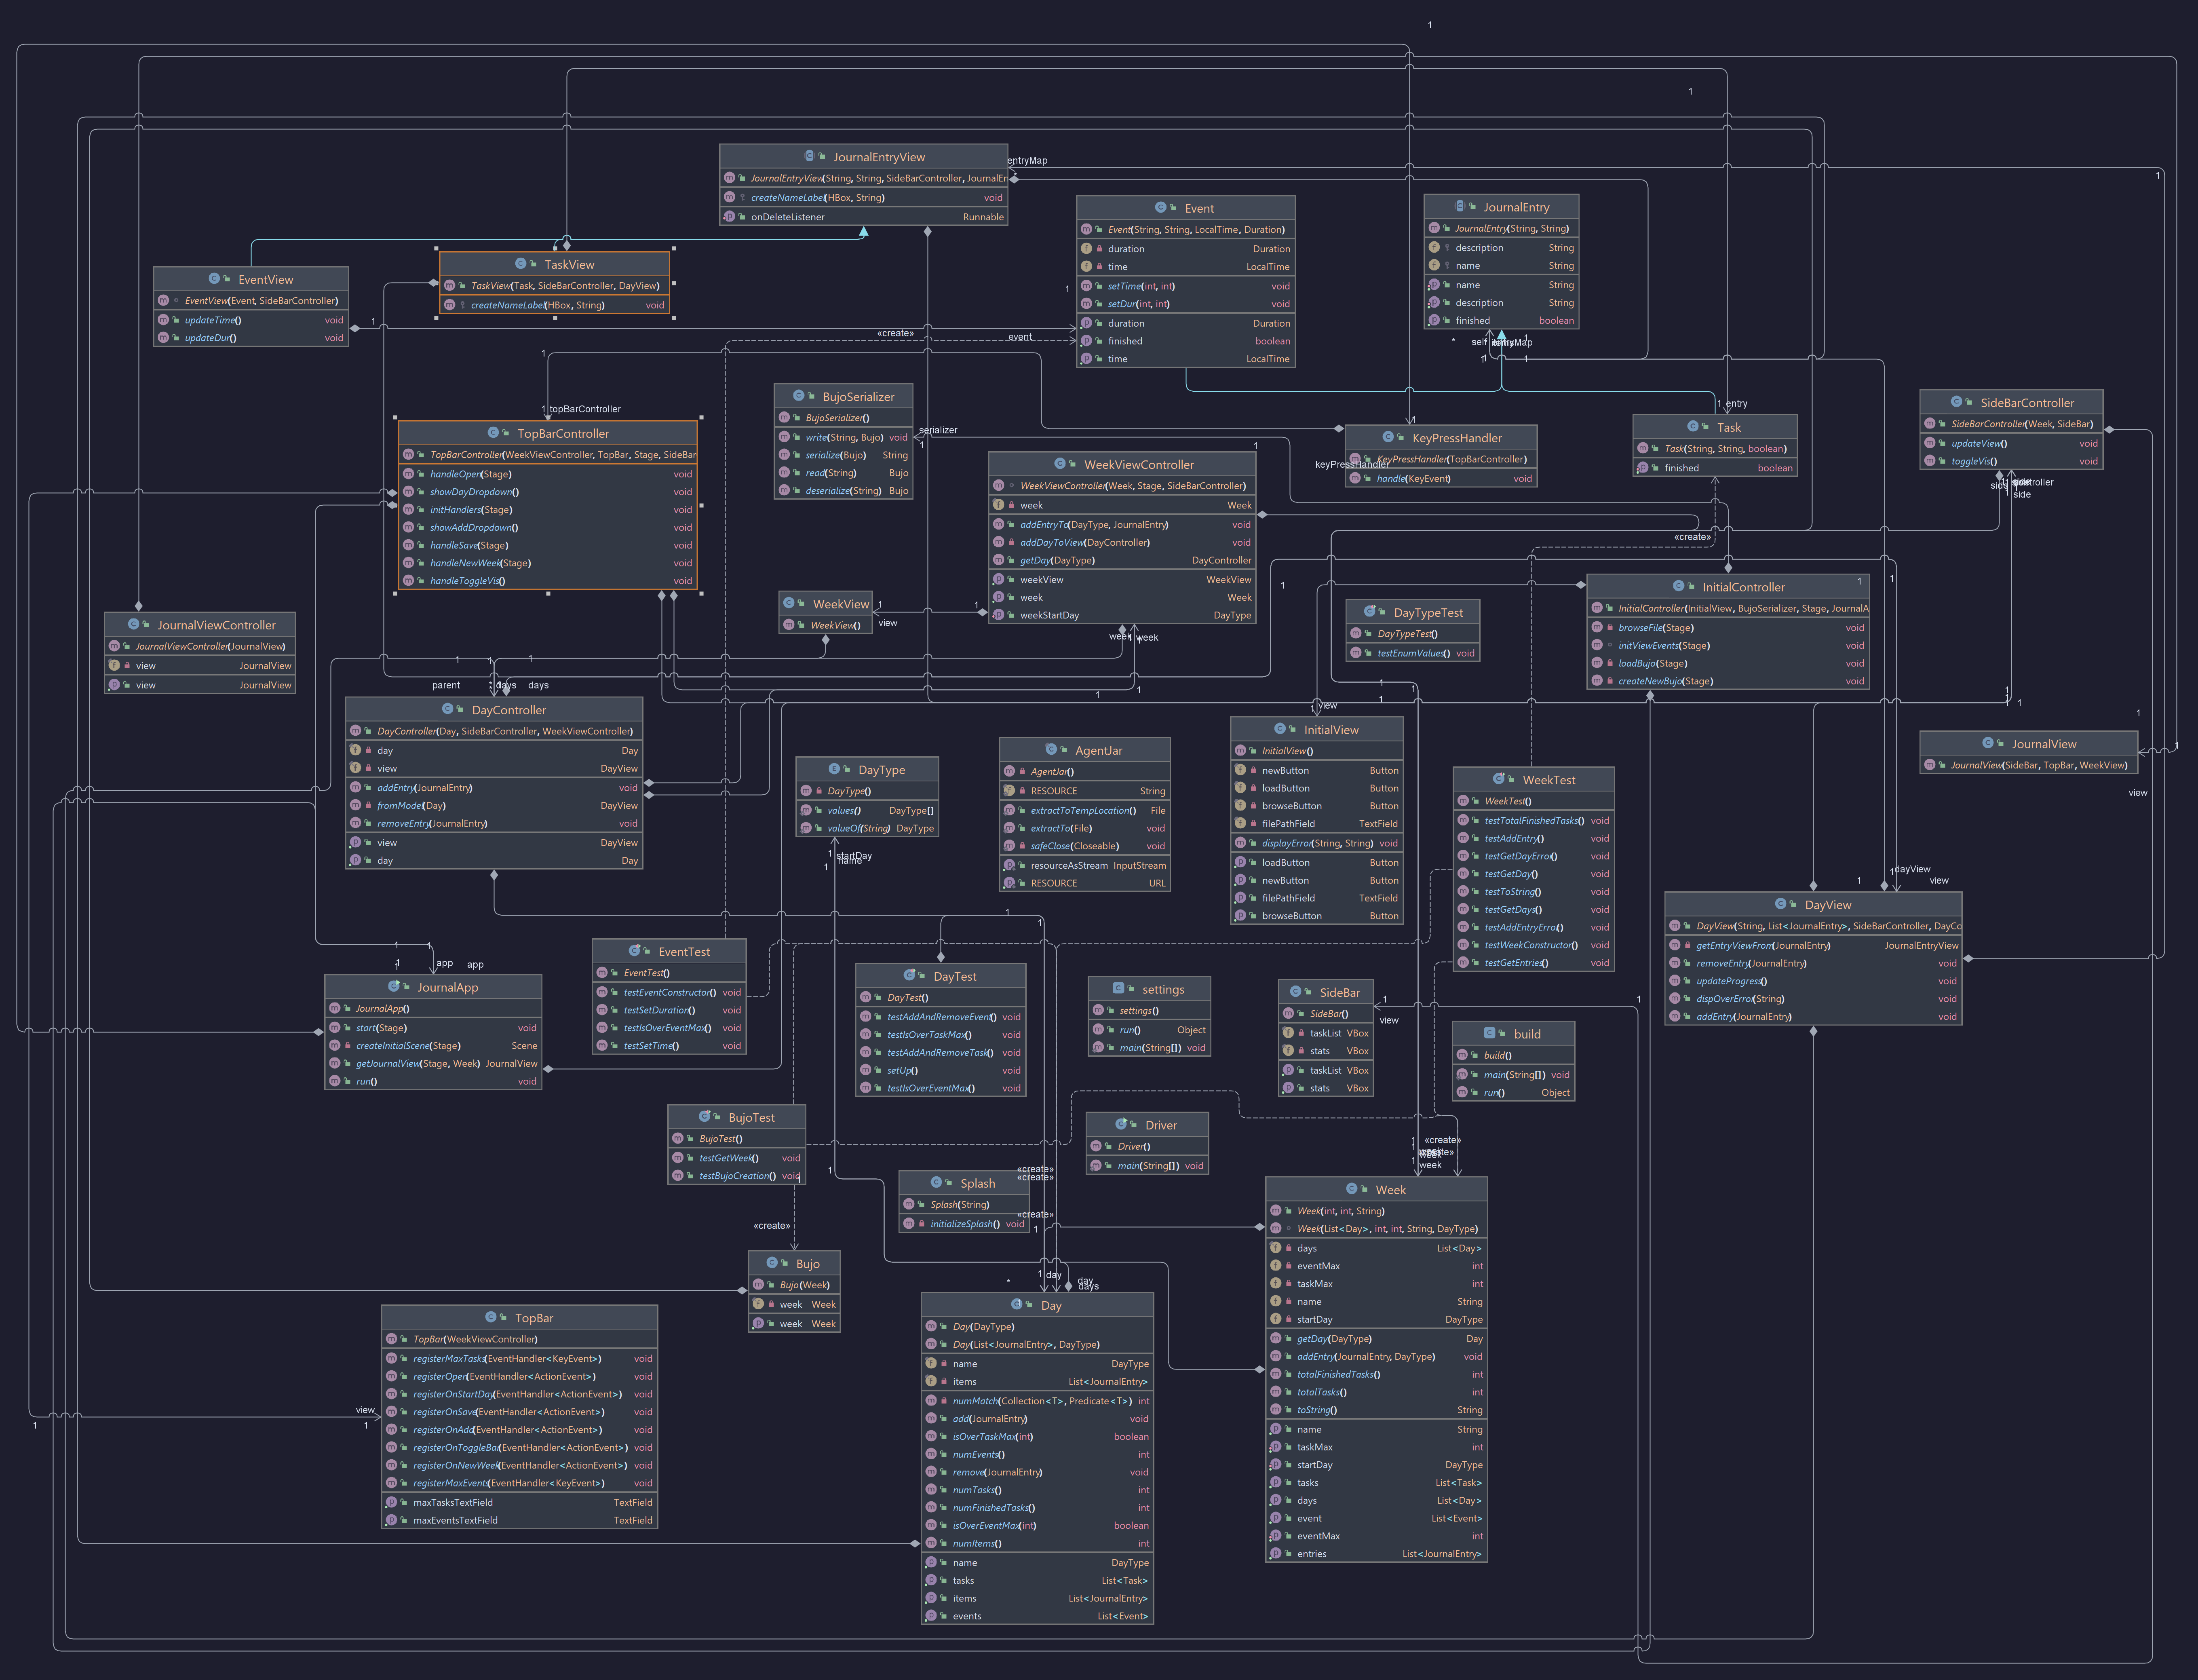 JournalEntryView
JournalEntryView(String, String, SideBarController, JournalEn
createNameLabel(HBox, String) void
onDeleteListener Runnable
entryMap
Event
Event(String, String, LocalTime, Duration)
duration Duration
time LocalTime
setTime(int, int) void
setDur(int, int) void
duration Duration
finished boolean
time LocalTime
JournalEntry
JournalEntry(String, String)
description String
name String
name String
description String
finished boolean
TaskView
TaskView(Task, SideBarController, DayView)
createNameLabel(HBox, String) void
EventView
EventView(Event, SideBarController)
updateTime() void
updateDur() void
1
«create»
event
1
1
1 topBarController
TopBarController
TopBarController(WeekViewController, TopBar, Stage, SideBar
handleOpen(Stage) void
showDayDropdown() void
initHandlers(Stage) void
showAddDropdown() void
handleSave(Stage) void
handleNewWeek(Stage) void
handleToggleVis() void
BujoSerializer
BujoSerializer()
write(String, Bujo) void
serialize(Bujo) String
read(String) Bujo
deserialize(String) Bujo
serializer
1
WeekViewController
WeekViewController(Week, Stage, SideBarController)
week Week
addEntryTo(DayType, JournalEntry) void
addDayToView(DayController) void
getDay(DayType) DayController
weekView WeekView
week Week
weekStartDay DayType
KeyPressHandler
KeyPressHandler(TopBarController)
handle(KeyEvent) void
keyPressHandler
1 entry
Task
Task(String, String, boolean)
finished boolean
«create»
SideBarController
SideBarController(Week, SideBar)
updateView() void
toggleVis() void
side
InitialController
InitialController(InitialView, BujoSerializer, Stage, JournalA
browseFile(Stage) void
initViewEvents(Stage) void
loadBujo(Stage) void
createNewBujo(Stage) void
DayTypeTest
DayTypeTest()
testEnumValues() void
WeekView
WeekView()
1
view
1
JournalViewController
JournalViewController(JournalView)
view JournalView
view JournalView
parent
days
days
week
week
DayController
DayController(Day, SideBarController, WeekViewController)
day Day
view DayView
addEntry(JournalEntry) void
fromModel(Day) DayView
removeEntry(JournalEntry) void
view DayView
day Day
DayType
DayType()
values() DayType[]
valueOf(String) DayType
1
startDay
name
1
AgentJar
AgentJar()
RESOURCE String
extractToTempLocation() File
extractTo(File) void
safeClose(Closeable) void
resourceAsStream InputStream
RESOURCE URL
1 view
InitialView
InitialView()
newButton Button
loadButton Button
browseButton Button
filePathField TextField
displayError(String, String) void
loadButton Button
newButton Button
filePathField TextField
browseButton Button
JournalView
JournalView(SideBar, TopBar, WeekView)
view
WeekTest
WeekTest()
testTotalFinishedTasks() void
testAddEntry() void
testGetDayError() void
testGetDay() void
testToString() void
testGetDays() void
testAddEntryError() void
testWeekConstructor() void
testGetEntries() void
dayView
view
DayView
DayView(String, List<JournalEntry>, SideBarController, DayCo
getEntryViewFrom(JournalEntry) JournalEntryView
removeEntry(JournalEntry) void
updateProgress() void
dispOverError(String) void
addEntry(JournalEntry) void
EventTest
EventTest()
testEventConstructor() void
testSetDuration() void
testIsOverEventMax() void
testSetTime() void
DayTest
DayTest()
testAddAndRemoveEvent() void
testIsOverTaskMax() void
testAddAndRemoveTask() void
setUp() void
testIsOverEventMax() void
app
app
JournalApp
JournalApp()
start(Stage) void
createInitialScene(Stage) Scene
getJournalView(Stage, Week) JournalView
run() void
settings
settings()
run() Object
main(String[]) void
SideBar
SideBar()
taskList VBox
stats VBox
taskList VBox
stats VBox
1
view
build
build()
main(String[]) void
run() Object
BujoTest
BujoTest()
testGetWeek() void
testBujoCreation() void
«create»
Driver
Driver()
main(String[]) void
Splash
Splash(String)
initializeSplash() void
«create»
«create»
«create»
«create»
week
week
Week
Week(int, int, String)
Week(List<Day>, int, int, String, DayType)
days List<Day>
eventMax int
taskMax int
name String
startDay DayType
getDay(DayType) Day
addEntry(JournalEntry, DayType) void
totalFinishedTasks() int
totalTasks() int
toString() String
name String
taskMax int
startDay DayType
tasks List<Task>
days List<Day>
event List<Event>
eventMax int
entries List<JournalEntry>
Bujo
Bujo(Week)
week Week
week Week
1 day
day
days
Day
Day(DayType)
Day(List<JournalEntry>, DayType)
name DayType
items List<JournalEntry>
numMatch(Collection<T>, Predicate<T>) int
add(JournalEntry) void
isOverTaskMax(int) boolean
numEvents() int
remove(JournalEntry) void
numTasks() int
numFinishedTasks() int
isOverEventMax(int) boolean
numItems() int
name DayType
tasks List<Task>
items List<JournalEntry>
events List<Event>
TopBar
TopBar(WeekViewController)
registerMaxTasks(EventHandler<KeyEvent>) void
registerOpen(EventHandler<ActionEvent>) void
registerOnStartDay(EventHandler<ActionEvent>) void
registerOnSave(EventHandler<ActionEvent>) void
registerOnAdd(EventHandler<ActionEvent>) void
registerOnToggleBar(EventHandler<ActionEvent>) void
registerOnNewWeek(EventHandler<ActionEvent>) void
registerMaxEvents(EventHandler<KeyEvent>) void
maxTasksTextField TextField
maxEventsTextField TextField
view
1
1